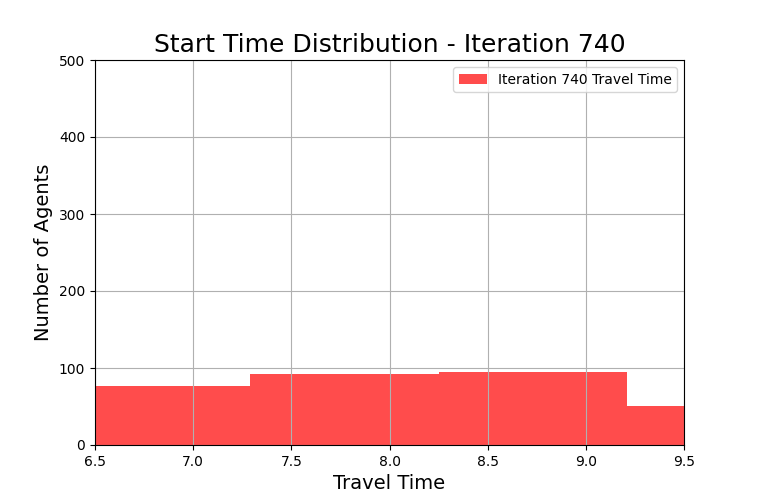 Start Time Distribution - Iteration 740
Iteration 740 Travel Time
Number of Agents
500
400
300
200
100
0
6.5 7.0 7.5 8.0 8.5 9.0 9.5
Travel Time